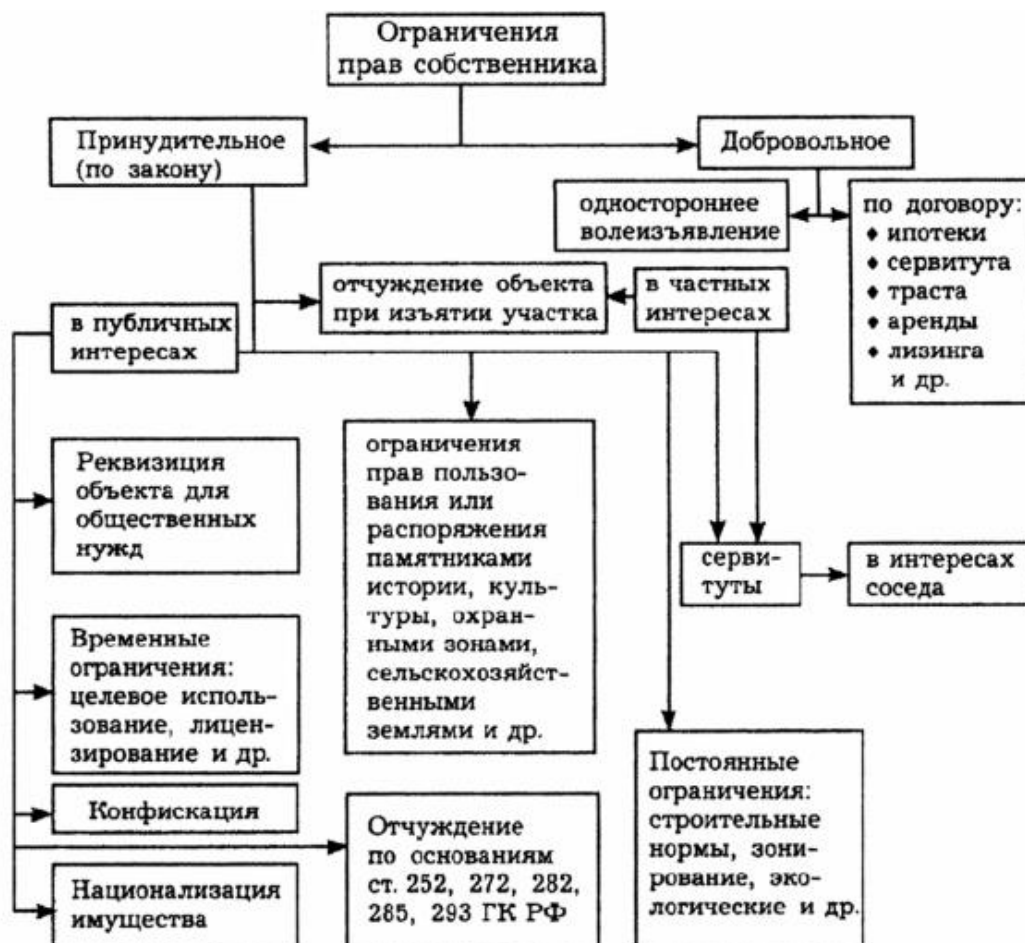 Ограничения
прав собственника
Принудительное
(по закону)
Добровольное
одностороннее
волеизъявление
по договору:
♦ ипотеки
♦ сервитута
♦ траста
♦ аренды
♦ лизинга
и др.
отчуждение объекта
при изъятии участка
в частных
интересах
в публичных
интересах
Реквизиция
объекта для
общественных
нужд
ограничения
прав пользо-
вания или
распоряжения
памятниками
истории, куль-
туры, охран-
ными зонами,
сельскохозяйст-
венными
землями и др.
серви-
туты
в интересах
соседа
Временные
ограничения:
целевое исполь-
зование, лицен-
зирование и др.
Конфискация
Отчуждение
по основаниям
ст. 252, 272, 282,
285, 293 ГК РФ
Постоянные
ограничения:
строительные
нормы, зони-
рование, эко-
логические и др.
Национализация
имущества